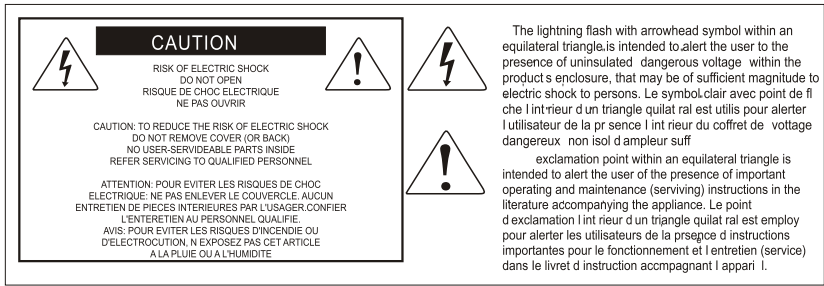 CAUTION
RISK OF ELECTRIC SHOCK
DO NOT OPEN
RISQUE DE CHOC ELECTRIQUE
NE PAS OUVRIR
CAUTION: TO REDUCE THE RISK OF ELECTRIC SHOCK
DO NOT REMOVE COVER (OR BACK)
NO USER-SERVIDEABLE PARTS INSIDE
REFER SERVICING TO QUALIFIED PERSONNEL
ATTENTION: POUR EVITER LES RISQUES DE CHOC
ELECTRIQUE: NE PAS ENLEVER LE COUVERCLE. AUCUN
ENTRETIEN DE PIECES INTERIEURES PAR L'USAGER.CONFIER
L'ENTERETIEN AU PERSONNEL QUALIFIE.
AVIS: POUR EVITER LES RISQUES D'INCENDIE OU
D'ELECTROCUTION, N EXPOSEZ PAS CET ARTICLE
A LA PLUIE OU A L'HUMIDITE
The lightning flash with arrowhead symbol within an
equilateral triangle,is intended to alert the user to the
presence of uninsulated dangerous voltage within the
product s enclosure, that may be of sufficient magnitude to
electric shock to persons. Le symbol clair avec point de fl
che l int rieur d un triangle quilat ral est utilis pour alerter
l utilisateur de la pr sence l int rieur du coffret de vottage
dangereux non isol d ampleur suff
exclamation point within an equilateral triangle is
intended to alert the user of the presence of important
operating and maintenance (serviving) instructions in the
literature accompanying the appliance. Le point
d exclamation l int rieur d un triangle quilat ral est employ
pour alerter les utilisateurs de la prsence d instructions
importantes pour le fonctionnement et l entretien (service)
dans le livret d instruction accmpagnant l appari l.